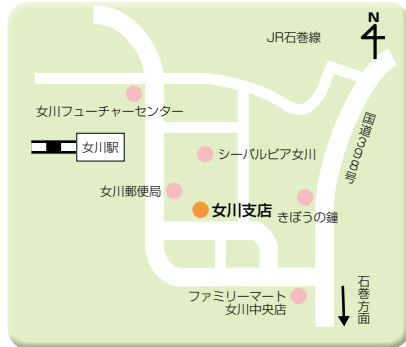 N
JR石巻線
女川フューチャーセンター
国道398号
女川駅
シーパルピア女川
女川郵便局
女川支店
きぼうの鐘
石巻方面
ファミリーマート
女川中央店